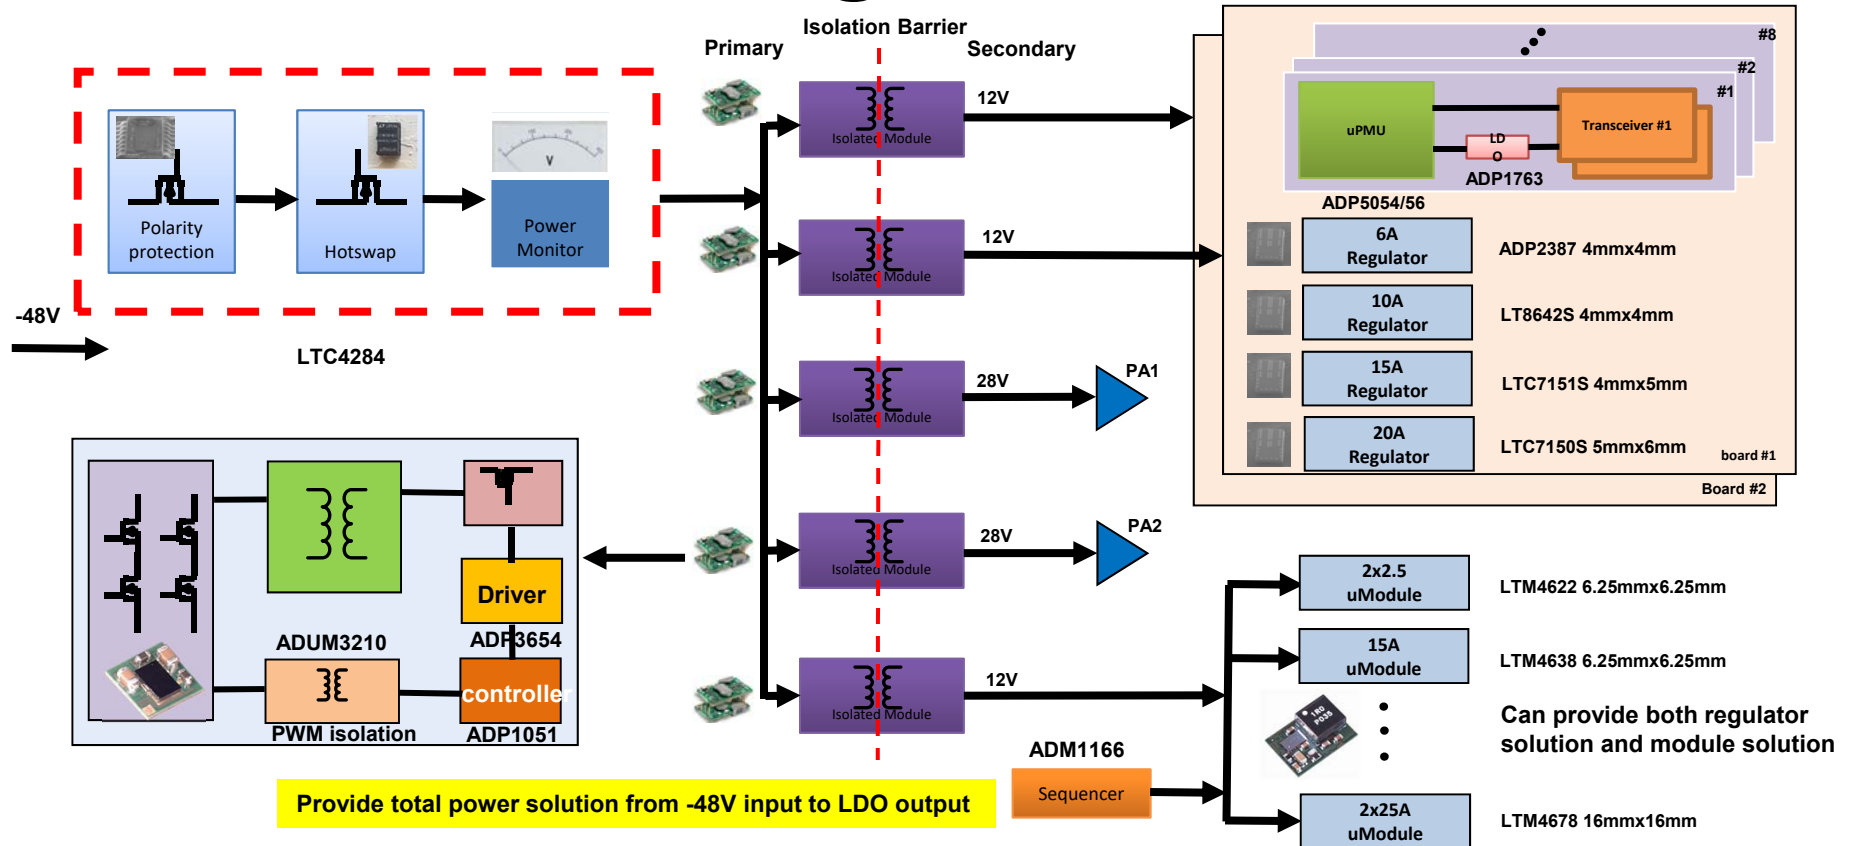 Isolation Barrier
Primary
Secondary
Polarity
protection
Hotswap
V
Power
Monitor
-48V
LTC4284
Isolated Module
12V
Isolated Module
12V
Isolated Module
28V
PA1
Isolated Module
28V
PA2
Isolated Module
12V
#8
#2
#1
uPMU
LD
O
Transceiver #1
ADP1763
ADP5054/56
6A
Regulator
ADP2387 4mmx4mm
10A
Regulator
LT8642S 4mmx4mm
15A
Regulator
LTC7151S 4mmx5mm
20A
Regulator
LTC7150S 5mmx6mm
board #1
Board #2
Driver
ADP3654
ADUM3210
controller
PWM isolation
ADP1051
2x2.5
uModule
LTM4622 6.25mmx6.25mm
15A
uModule
LTM4638 6.25mmx6.25mm
1R0
P035
Can provide both regulator
solution and module solution
ADM1166
Sequencer
2x25A
uModule
LTM4678 16mmx16mm
Provide total power solution from -48V input to LDO output